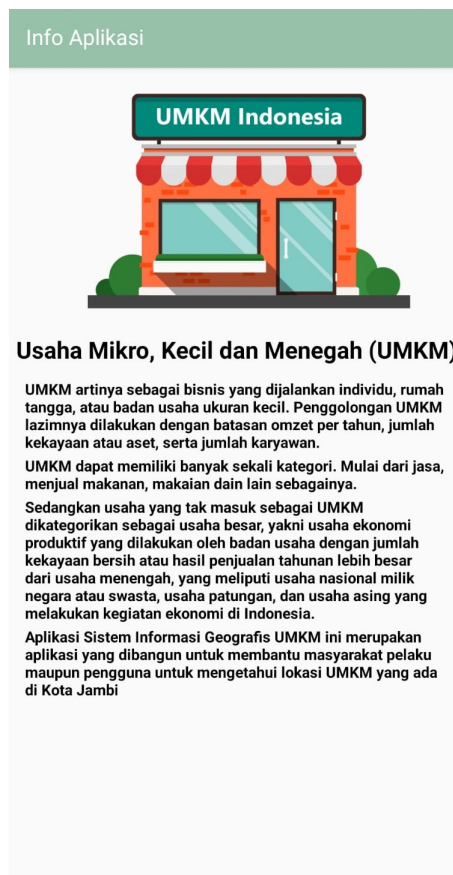 Info Aplikasi
UMKM Indonesia
Usaha Mikro, Kecil dan Menegah (UMKM)
UMKM artinya sebagai bisnis yang dijalankan individu, rumah
tangga, atau badan usaha ukuran kecil. Penggolongan UMKM
lazimnya dilakukan dengan batasan omzet per tahun, jumlah
kekayaan atau aset, serta jumlah karyawan.
UMKM dapat memiliki banyak sekali kategori. Mulai dari jasa,
menjual makanan, makaian dain lain sebagainya.
Sedangkan usaha yang tak masuk sebagai UMKM
dikategorikan sebagai usaha besar, yakni usaha ekonomi
produktif yang dilakukan oleh badan usaha dengan jumlah
kekayaan bersih atau hasil penjualan tahunan lebih besar
dari usaha menengah, yang meliputi usaha nasional milik
negara atau swasta, usaha patungan, dan usaha asing yang
melakukan kegiatan ekonomi di Indonesia.
Aplikasi Sistem Informasi Geografis UMKM ini merupakan
aplikasi yang dibangun untuk membantu masyarakat pelaku
maupun pengguna untuk mengetahui lokasi UMKM yang ada
di Kota Jambi